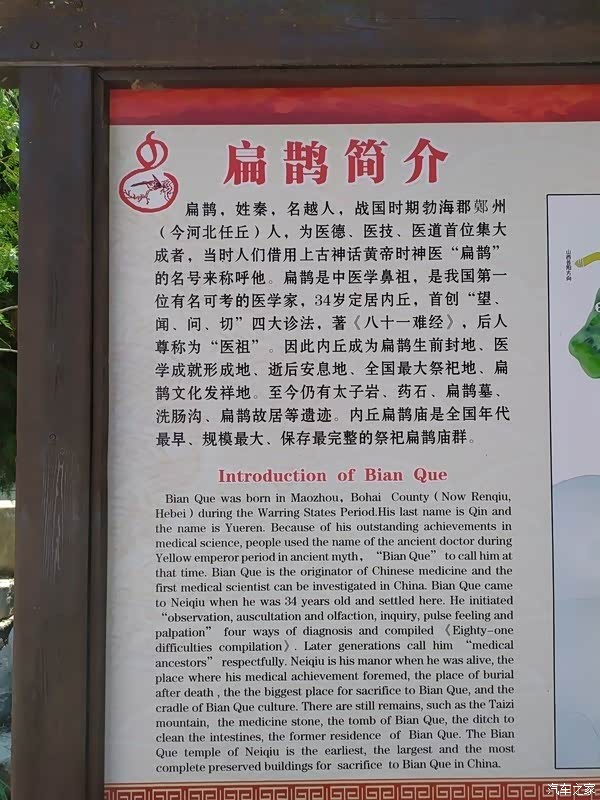 扁鹊简介
扁鹊，姓秦，名越人，战国时期勃海郡鄚州
（今河北任丘）人，为医德、医技、医道首位集大
成者，当时人们借用上古神话黄帝时神医“扁鹊”
的名号来称呼他。扁鹊是中医学鼻祖，是我国第一
位有名可考的医学家，34岁定居内丘，首创“望、
闻、问、切”四大诊法，著《八十一难经》，后人
尊称为“医祖”。因此内丘成为扁鹊生前封地、医
学成就形成地、逝后安息地、全国最大祭祀地、扁
鹊文化发祥地。至今仍有太子岩、药石、扁鹊墓、
洗肠沟、扁鹊故居等遗迹。内丘扁鹊庙是全国年代
最早、规模最大、保存最完整的祭祀扁鹊庙群。
Introduction of Bian Que
Bian Que was born in Maozhou, Bohai County (Now Renqiu,
Hebei) during the Warring States Period.His last name is Qin and
the name is Yueren. Because of his outstanding achievements in
medical science, people used the name of the ancient doctor during
Yellow emperor period in ancient myth, “Bian Que” to call him at
that time. Bian Que is the originator of Chinese medicine and the
first medical scientist can be investigated in China. Bian Que came
to Neiqiu when he was 34 years old and settled here. He initiated
“observation, auscultation and olfaction, inquiry, pulse feeling and
palpation” four ways of diagnosis and compiled 《Eighty-one
difficulties compilation》. Later generations call him “medical
ancestors” respectfully. Neiqiu is his manor when he was alive, the
place where his medical achievement foremed, the place of burial
after death , the the biggest place for sacrifice to Bian Que, and the
cradle of Bian Que culture. There are still remains, such as the Taizi
mountain, the medicine stone, the tomb of Bian Que, the ditch to
clean the intestines, the former residence of Bian Que. The Bian
Que temple of Neiqiu is the earliest, the largest and the most
complete preserved buildings for sacrifice to Bian Que in China.
汽车之家